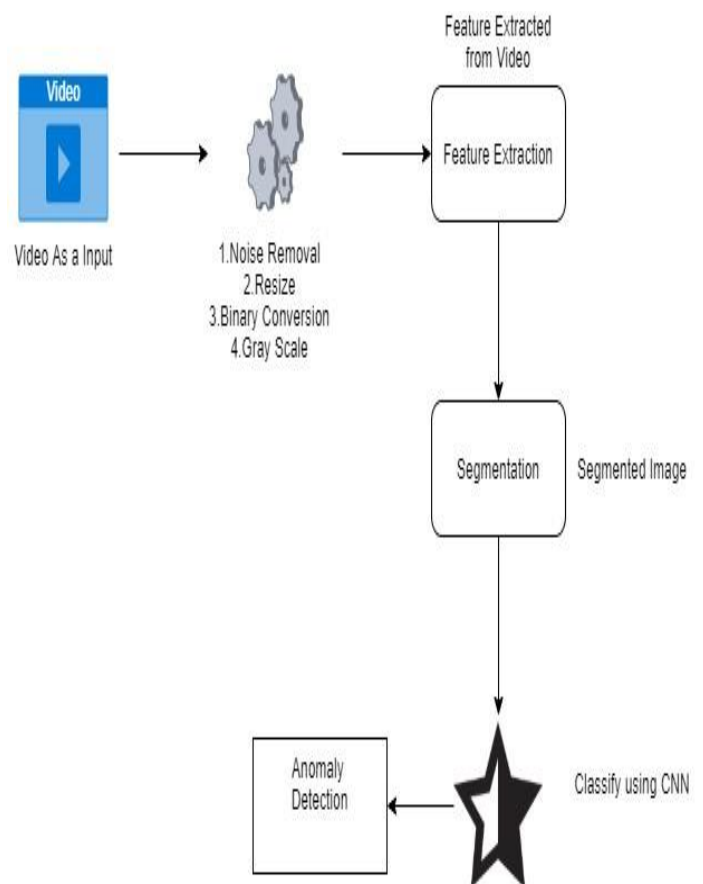 Video
Video As a Input
1.Noise Removal
2.Resize
3.Binary Conversion
4.Gray Scale
Feature Extracted
from Video
Feature Extraction
Segmentation
Segmented Image
Classify using CNN
Anomaly
Detection